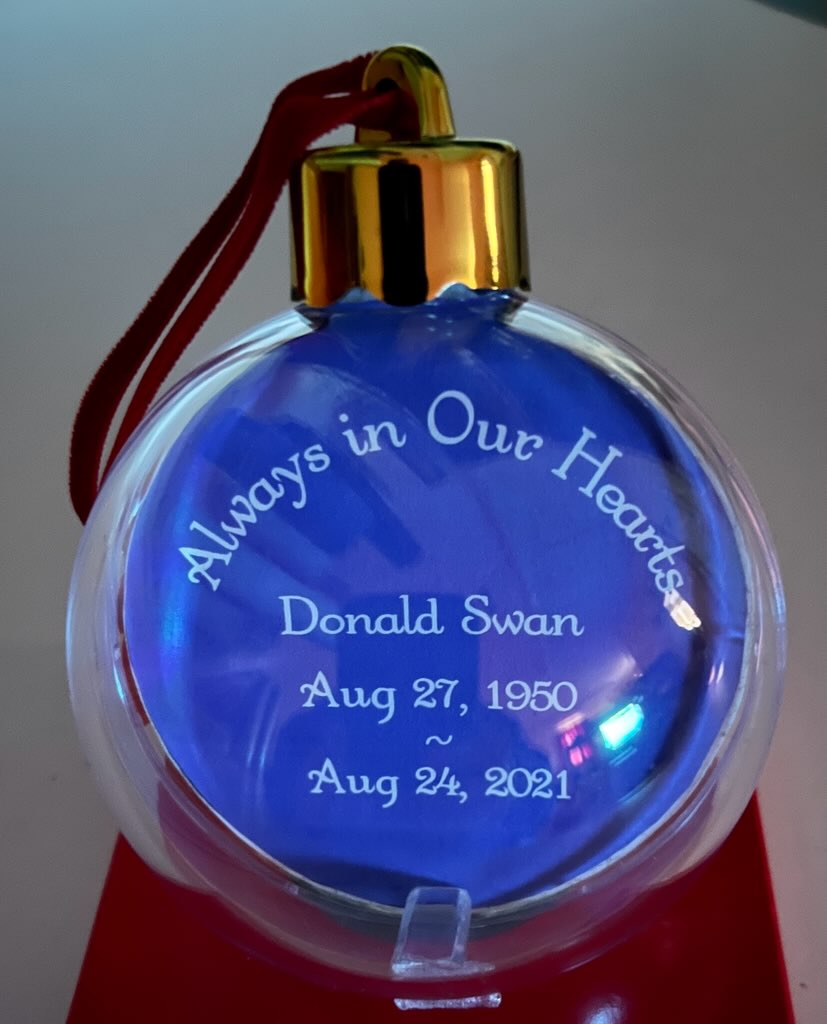 Always in Our Hearts
Donald Swan
Aug 27, 1950
~
Aug 24, 2021